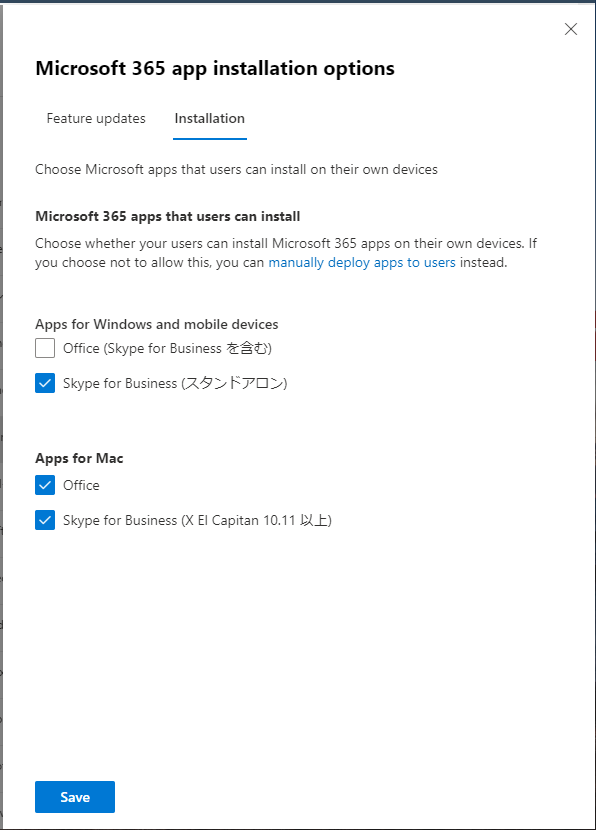 Microsoft 365 app installation options
Feature updates
Installation
Choose Microsoft apps that users can install on their own devices
Microsoft 365 apps that users can install
Choose whether your users can install Microsoft 365 apps on their own devices. If
you choose not to allow this, you can manually deploy apps to users instead.
Apps for Windows and mobile devices
Office (Skype for Business を含む)
Skype for Business (スタンドアロン)
Apps for Mac
Office
Skype for Business (X El Capitan 10.11 以上)
Save